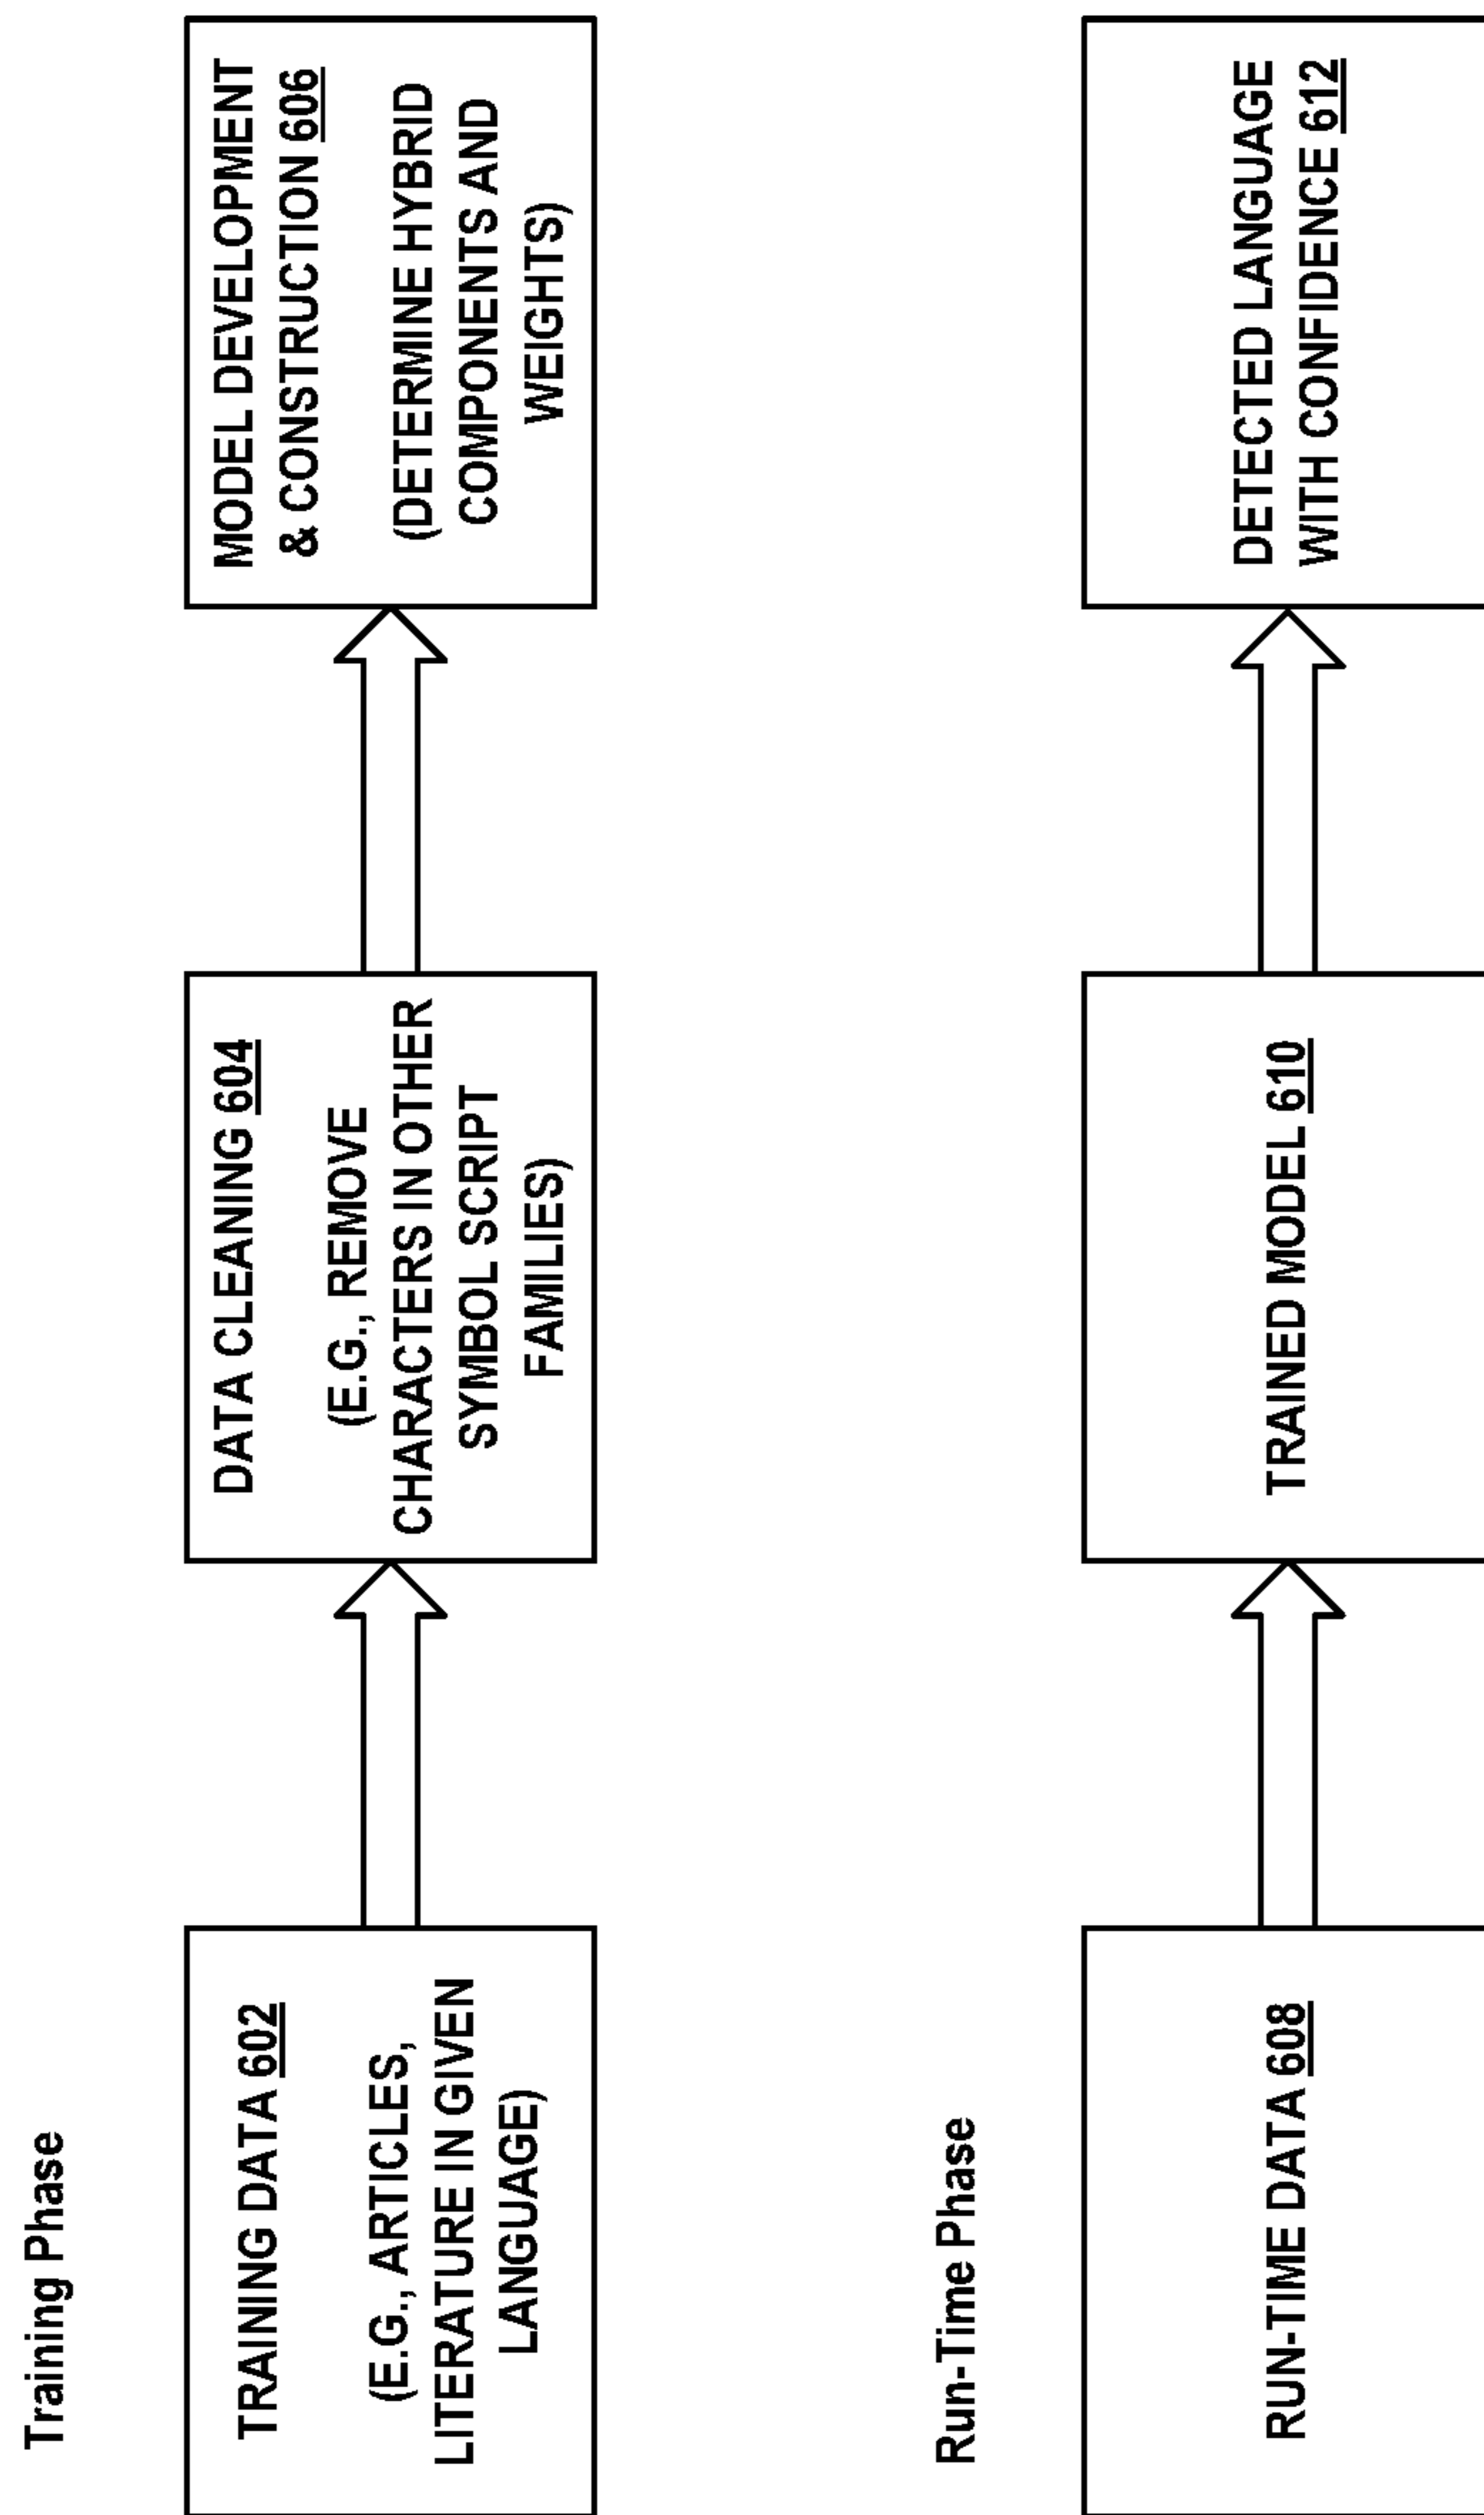 Training Phase
TRAINING DATA 602
(E.G., ARTICLES,
LITERATURE IN GIVEN
LANGUAGE)
DATA CLEANING 604
(E.G., REMOVE
CHARACTERS IN OTHER
SYMBOL SCRIPT
FAMILIES)
MODEL DEVELOPMENT
& CONSTRUCTION 606
(DETERMINE HYBRID
COMPONENTS AND
WEIGHTS)
Run-Time Phase
RUN-TIME DATA 608
TRAINED MODEL 610
DETECTED LANGUAGE
WITH CONFIDENCE 612